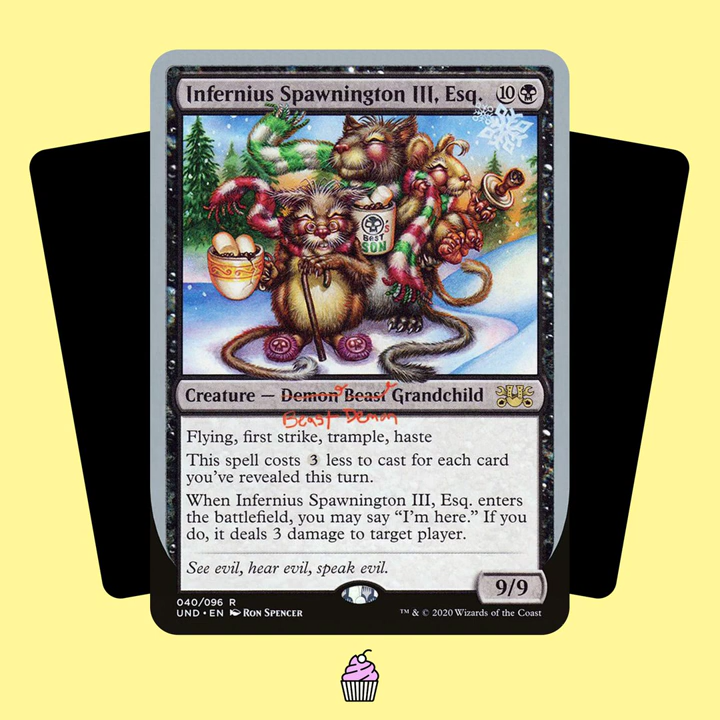 Infernius Spawnington III, Esq. 10
'S
BEST
SON
Creature — Demon Beast Grandchild
Beast Demon
Flying, first strike, trample, haste
This spell costs 3 less to cast for each card
you've revealed this turn.
When Infernius Spawnington III, Esq. enters
the battlefield, you may say “I'm here.” If you
do, it deals 3 damage to target player.
See evil, hear evil, speak evil.
9/9
040/096 R
UND • EN RON SPENCER
™ & © 2020 Wizards of the Coast